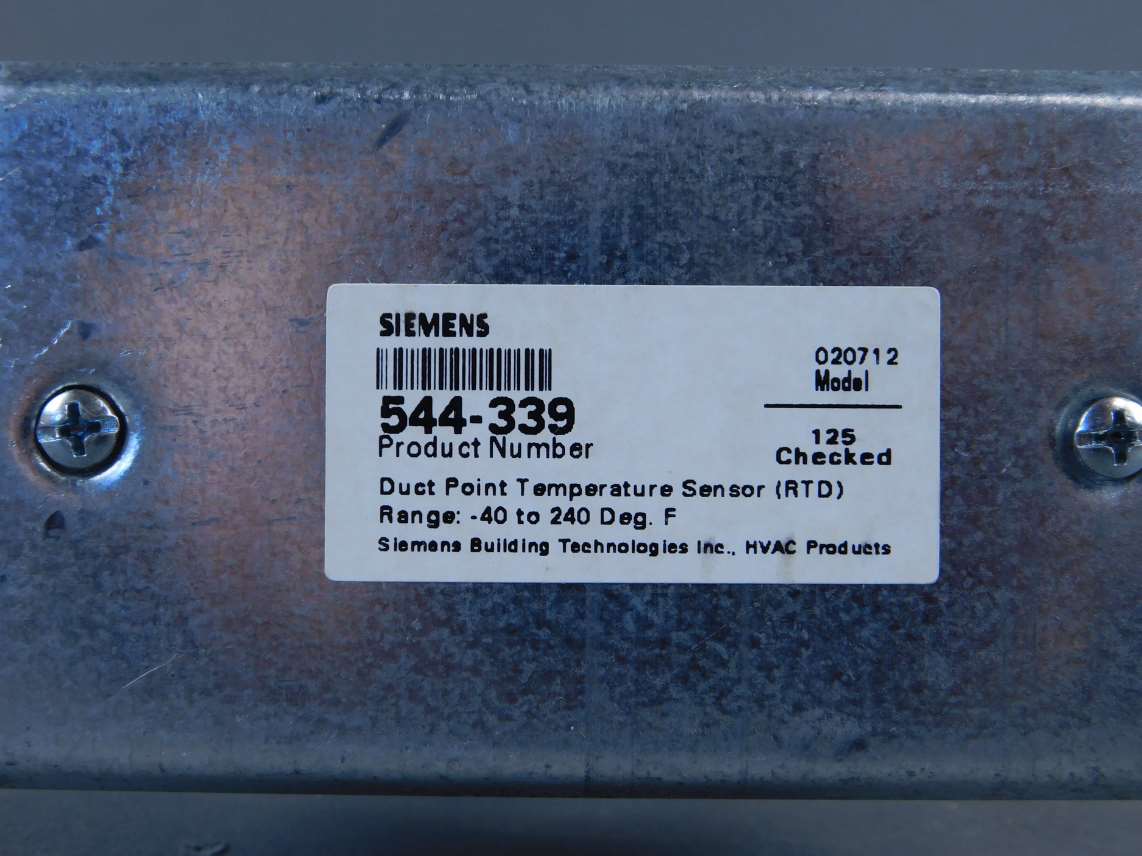 SIEMENS
020712
Model
544-339
Product Number
125
Checked
Duct Point Temperature Sensor (RTD)
Range: -40 to 240 Deg. F
Siemens Building Technologies Inc., HVAC Products